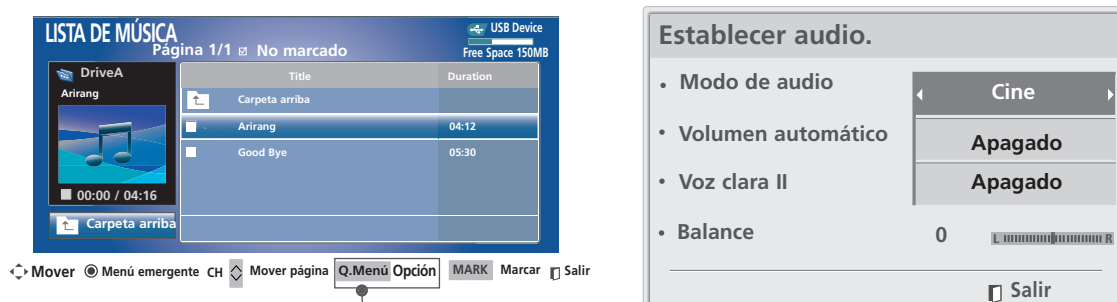 LISTA DE MÚSICA
Página 1/1 ☑ No marcado
USB Device
Free Space 150MB
DriveA
Arirang
00:00 / 04:16
Carpeta arriba
Title Duration
Carpeta arriba
Arirang 04:12
Good Bye 05:30
Mover Menú emergente CH Mover página Q.Menú Opción MARK Marcar Salir
Establecer audio.
• Modo de audio Cine
• Volumen automático Apagado
• Voz clara II Apagado
• Balance 0 L R
Salir